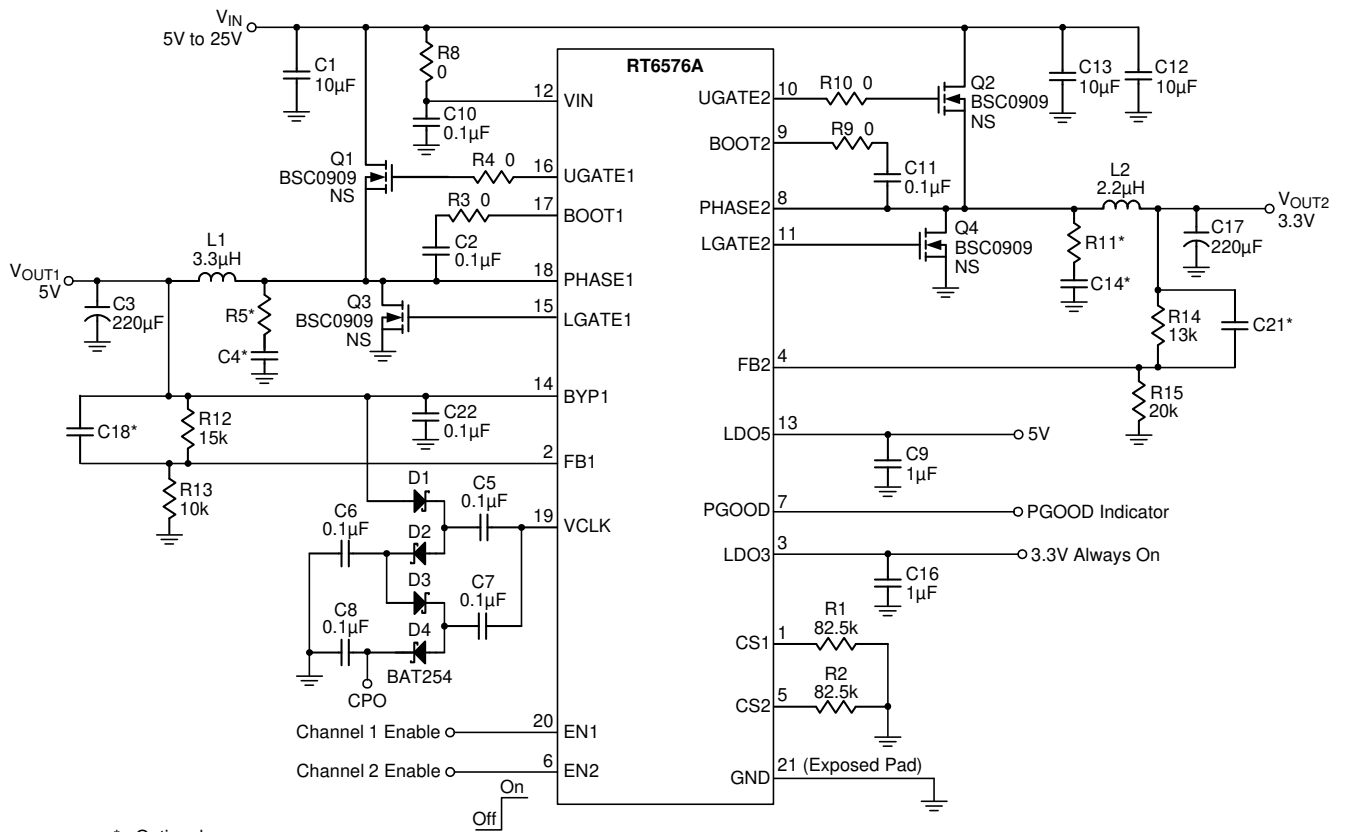 VIN
5V to 25V
C1
10µF
R8
0
C10
0.1µF
12
VIN
RT6576A
UGATE2
10
R10 0
Q2
BSC0909
NS
C13
10µF
C12
10µF
BOOT2
9
R9 0
C11
0.1µF
Q1
BSC0909
NS
R4 0
16
UGATE1
R3 0
17
BOOT1
C2
0.1µF
PHASE2
8
L2
2.2µH
VOUT2
3.3V
C17
220µF
LGATE2
11
Q4
BSC0909
NS
R11*
C14*
L1
3.3µH
VOUT1
5V
C3
220µF
R5*
C4*
18
PHASE1
Q3
BSC0909
NS
15
LGATE1
R14
13k
C21*
FB2
4
R15
20k
14
BYP1
C22
0.1µF
C18*
R12
15k
2
FB1
R13
10k
LDO5
13
5V
C9
1µF
D1
C5
0.1µF
19
VCLK
C6
0.1µF
D2
D3
C7
0.1µF
C8
0.1µF
D4
BAT254
CPO
PGOOD
7
PGOOD Indicator
LDO3
3
3.3V Always On
C16
1µF
R1
82.5k
CS1
1
R2
82.5k
CS2
5
Channel 1 Enable
20
EN1
Channel 2 Enable
6
EN2
GND
21 (Exposed Pad)
On
Off